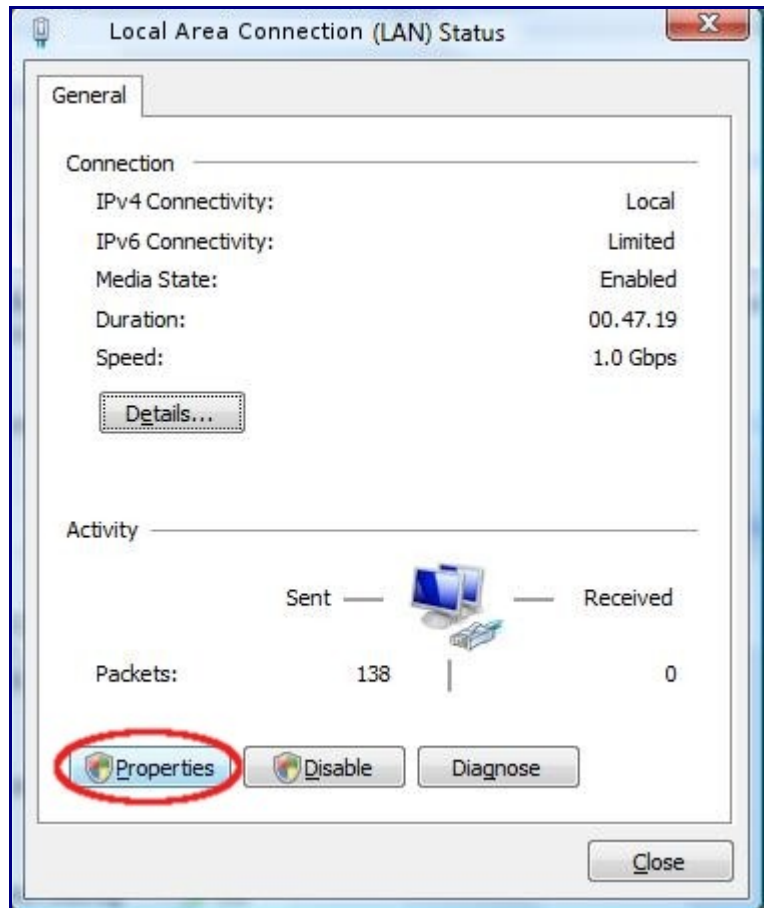 Local Area Connection (LAN) Status
X
General
Connection
IPv4 Connectivity: Local
IPv6 Connectivity: Limited
Media State: Enabled
Duration: 00.47.19
Speed: 1.0 Gbps
Details...
Activity
Sent — — Received
Packets: 138 | 0
Properties Disable Diagnose
Close